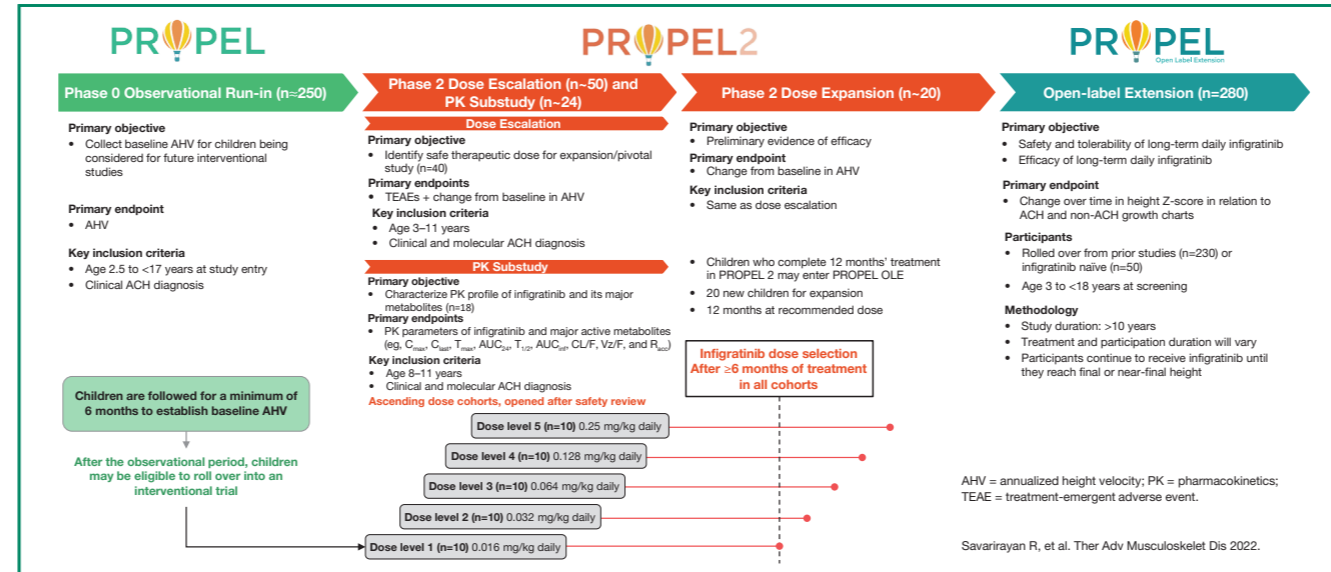 PROPEL
Phase 0 Observational Run-in (n≈250)
Primary objective
• Collect baseline AHV for children being
considered for future interventional
studies
Primary endpoint
• AHV
Key inclusion criteria
• Age 2.5 to <17 years at study entry
• Clinical ACH diagnosis
Children are followed for a minimum of
6 months to establish baseline AHV
After the observational period, children
may be eligible to roll over into an
interventional trial
PROPEL2
Phase 2 Dose Escalation (n~50) and
PK Substudy (n~24)
Dose Escalation
Primary objective
• Identify safe therapeutic dose for expansion/pivotal
study (n=40)
Primary endpoints
• TEAEs + change from baseline in AHV
Key inclusion criteria
• Age 3–11 years
• Clinical and molecular ACH diagnosis
PK Substudy
Primary objective
• Characterize PK profile of infigratinib and its major
metabolites (n=18)
Primary endpoints
• PK parameters of infigratinib and major active metabolites
(eg, Cmax, Clast, Tmax, AUC24, T1/2, AUCinf, CL/F, Vz/F, and Racc)
Key inclusion criteria
• Age 8–11 years
• Clinical and molecular ACH diagnosis
Ascending dose cohorts, opened after safety review
Phase 2 Dose Expansion (n~20)
Primary objective
• Preliminary evidence of efficacy
Primary endpoint
• Change from baseline in AHV
Key inclusion criteria
• Same as dose escalation
• Children who complete 12 months’ treatment
in PROPEL 2 may enter PROPEL OLE
• 20 new children for expansion
• 12 months at recommended dose
Infigratinib dose selection
After ≥6 months of treatment
in all cohorts
Dose level 5 (n=10) 0.25 mg/kg daily
Dose level 4 (n=10) 0.128 mg/kg daily
Dose level 3 (n=10) 0.064 mg/kg daily
Dose level 2 (n=10) 0.032 mg/kg daily
Dose level 1 (n=10) 0.016 mg/kg daily
PROPEL
Open Label Extension
Open-label Extension (n=280)
Primary objective
• Safety and tolerability of long-term daily infigratinib
• Efficacy of long-term daily infigratinib
Primary endpoint
• Change over time in height Z-score in relation to
ACH and non-ACH growth charts
Participants
• Rolled over from prior studies (n=230) or
infigratinib naïve (n=50)
• Age 3 to <18 years at screening
Methodology
• Study duration: >10 years
• Treatment and participation duration will vary
• Participants continue to receive infigratinib until
they reach final or near-final height
AHV = annualized height velocity; PK = pharmacokinetics;
TEAE = treatment-emergent adverse event.
Savarirayan R, et al. Ther Adv Musculoskelet Dis 2022.